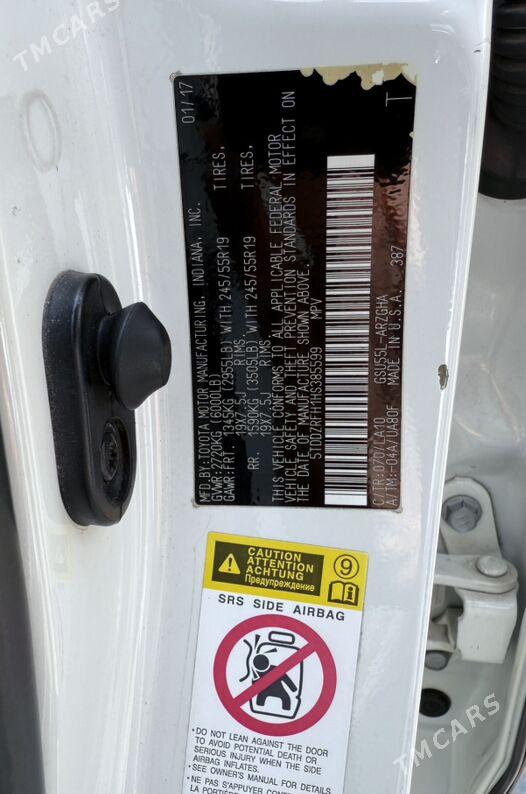 TMCARS
MFD.BY:TOYOTA MOTOR MANUFACTURING, INDIANA, INC. 01/17
GVWR:2720KG (6000LB)
GAWR:FRT. 1345KG (2955LB) WITH 245/55R19 TIRES,
19X7.5J RIMS
RR. 1590KG (3505LB) WITH 245/55R19 TIRES,
19X7.5J RIMS
THIS VEHICLE CONFORMS TO ALL APPLICABLE FEDERAL MOTOR
VEHICLE SAFETY AND THEFT PREVENTION STANDARDS IN EFFECT ON
THE DATE OF MANUFACTURE SHOWN ABOVE.
5TDDZRFH1HS385599 MPV
C/TR:070/LA10 GSU55L-ARZGHA T
A/TM:-04A/UA80F MADE IN U.S.A. 387
CAUTION
ATTENTION
ACHTUNG
Предупреждение
9
SRS SIDE AIRBAG
•DO NOT LEAN AGAINST THE DOOR
TO AVOID POTENTIAL DEATH OR
SERIOUS INJURY WHEN THE SIDE
AIRBAG INFLATES.
•SEE OWNER'S MANUAL FOR DETAILS
•NE PAS S'APPUYER CONTRE
LA PORTIÈRE
TMCARS